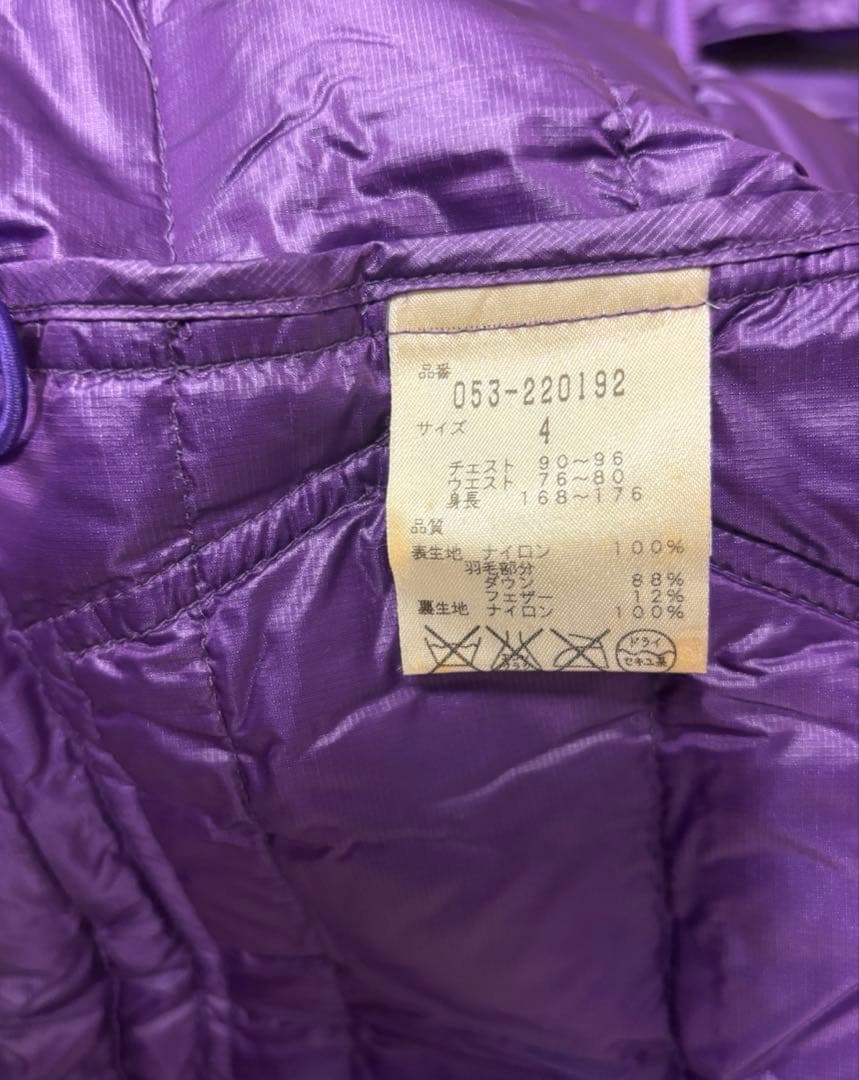 品番
053-220192
サイズ 4
チェスト 90〜96
ウエスト 76〜80
身長 168〜176
品質
表生地 ナイロン 100%
羽毛部分
ダウン 88%
フェザー 12%
裏生地 ナイロン 100%
ドライ
セキユ系